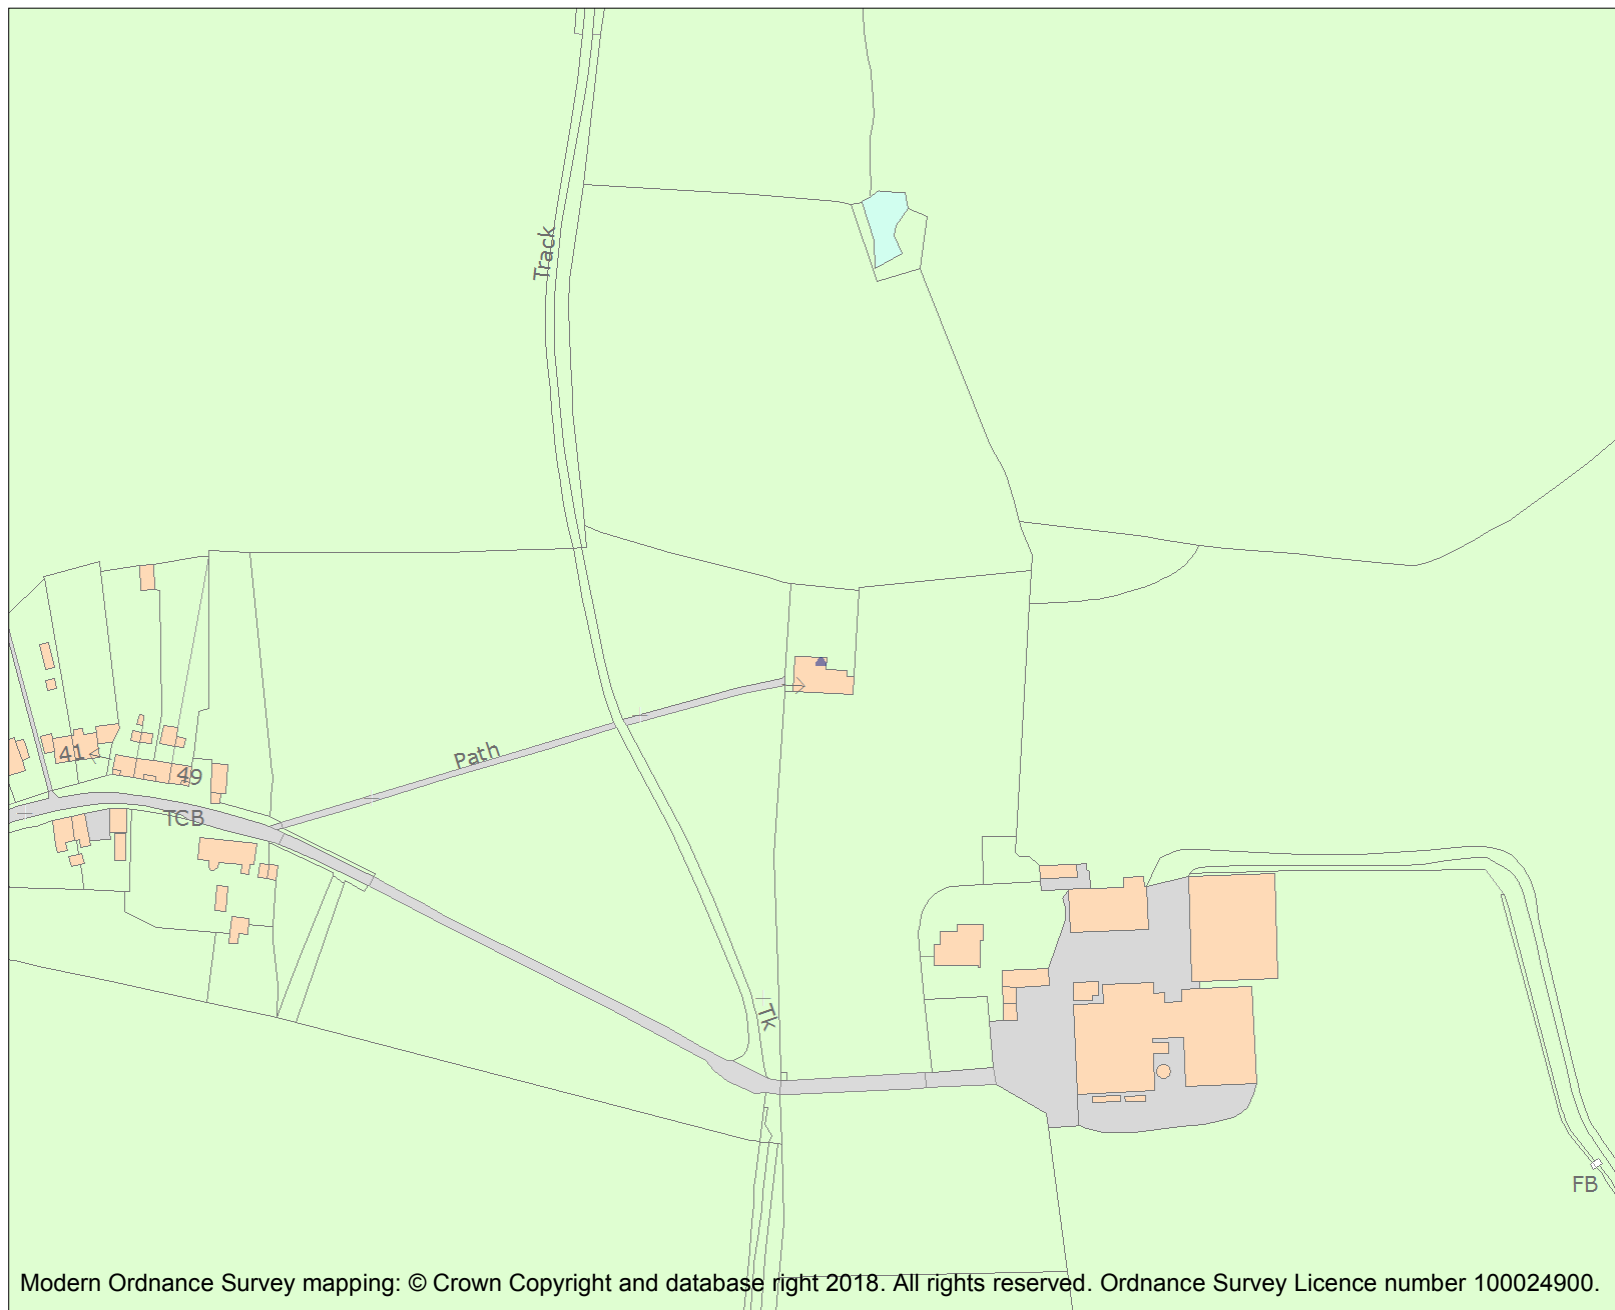 Track
Path
41
49
TCB
Tk
FB
Modern Ordnance Survey mapping: © Crown Copyright and database right 2018. All rights reserved. Ordnance Survey Licence number 100024900.